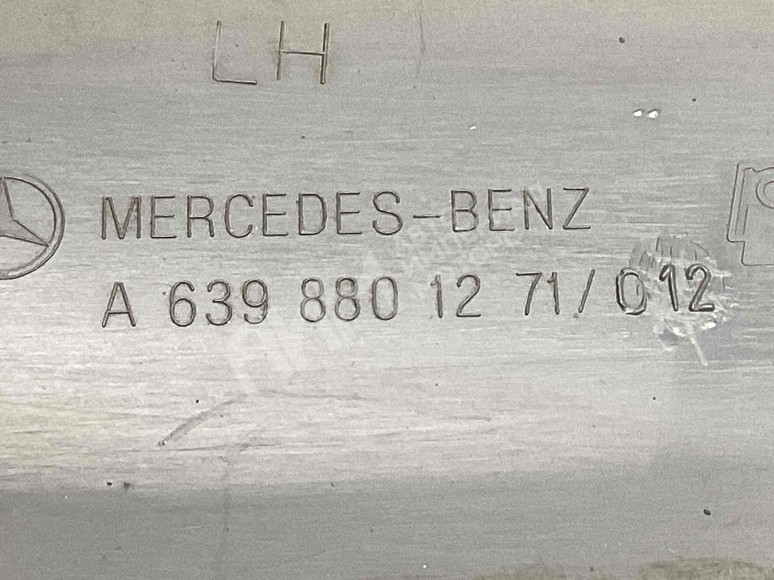 LH
MERCEDES-BENZ
A 639 880 12 71/012